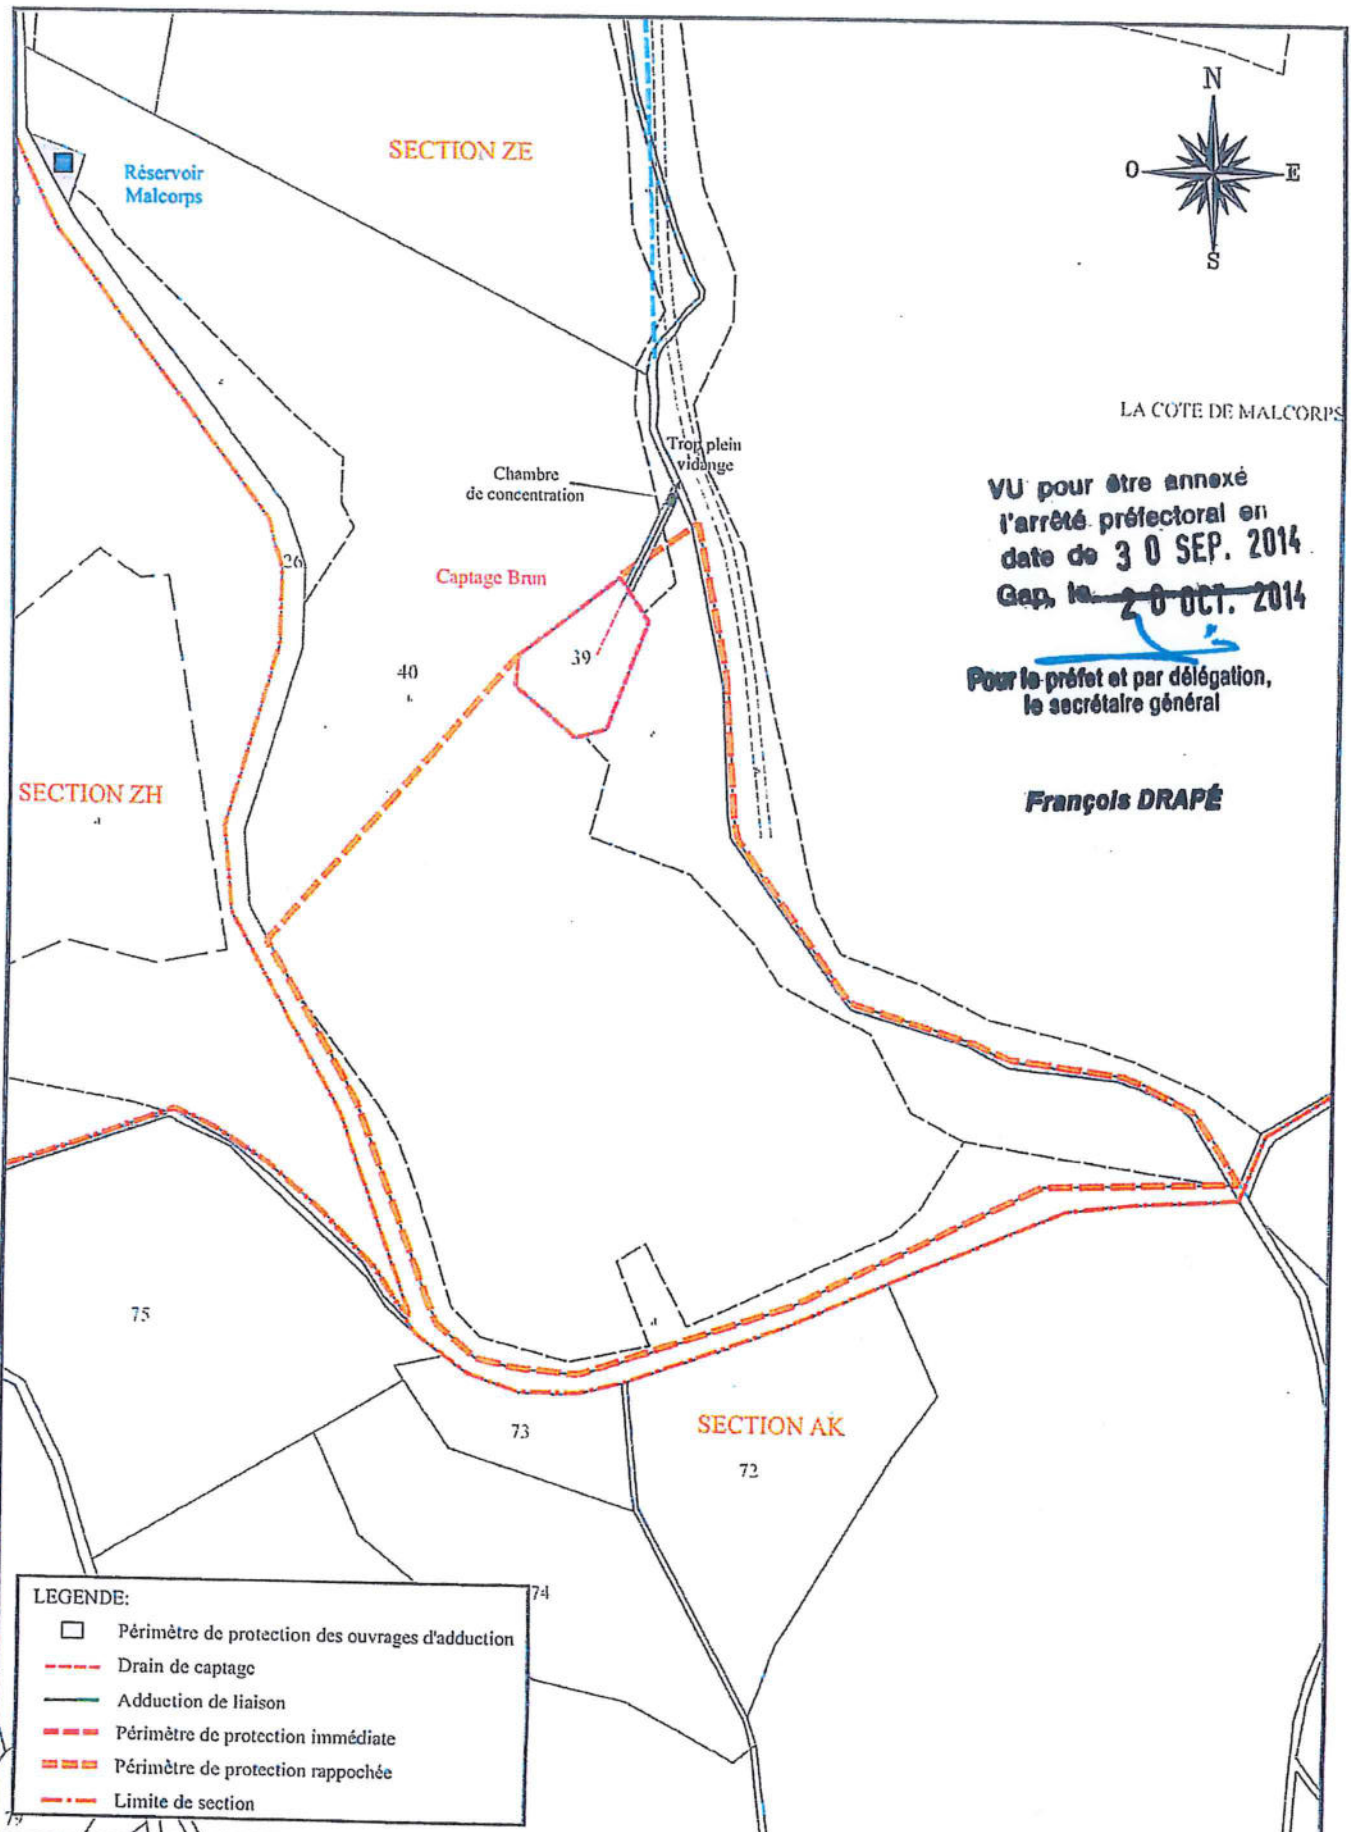 N
SECTION ZE
Réservoir
Malcorps
O
E
S
LA COTE DE MALCORPS
Trop plein
vidange
Chambre
de concentration
VU pour être annexé
l'arrêté préfectoral en
date de 30 SEP. 2014
Gap, le 20 OCT. 2014
26
Captage Brun
39
40
Pour le préfet et par délégation,
le secrétaire général
SECTION ZH
François DRAPÉ
75
73
SECTION AK
72
74
LEGENDE:
Périmètre de protection des ouvrages d'adduction
Drain de captage
Adduction de liaison
Périmètre de protection immédiate
Périmètre de protection rappochée
Limite de section
79